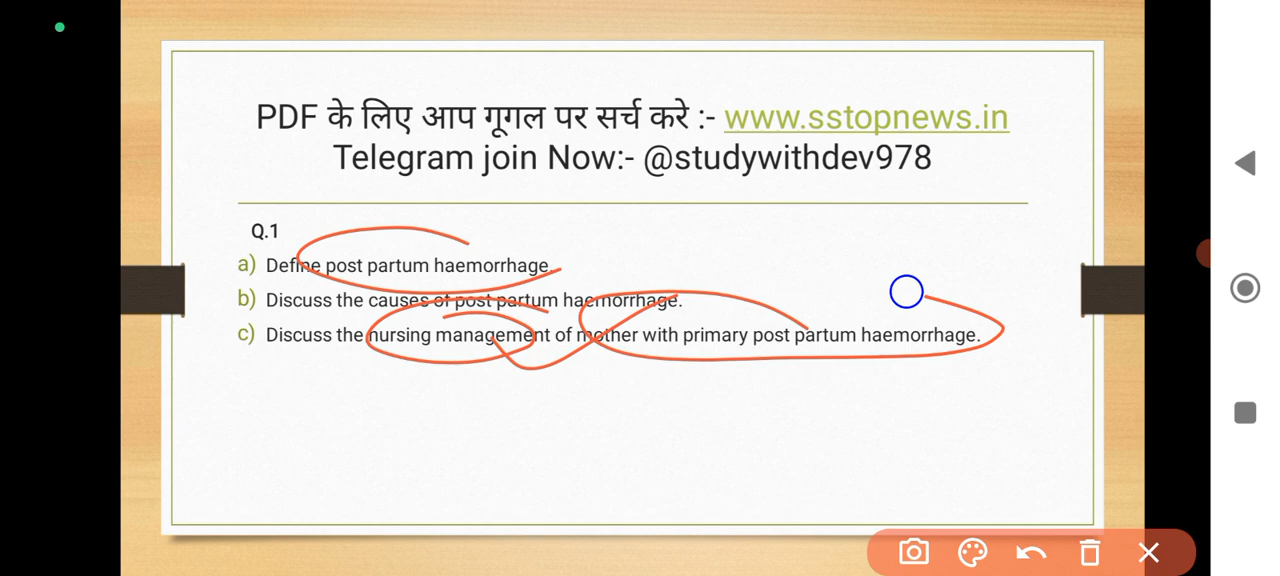 PDF के लिए आप गूगल पर सर्च करे :- www.sstopnews.in
Telegram join Now:- @studywithdev978
Q.1
a) Define post partum haemorrhage.
b) Discuss the causes of post partum haemorrhage.
c) Discuss the nursing management of mother with primary post partum haemorrhage.